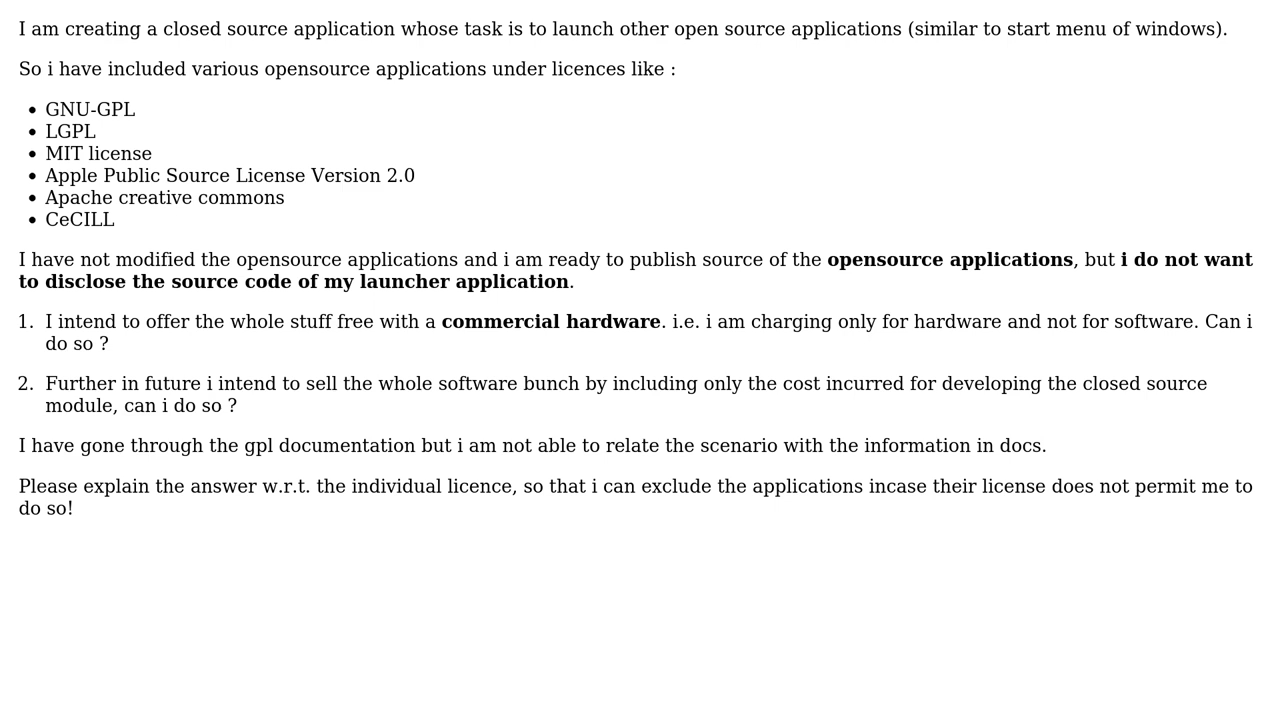 I am creating a closed source application whose task is to launch other open source applications (similar to start menu of windows).
So i have included various opensource applications under licences like :
• GNU-GPL
• LGPL
• MIT license
• Apple Public Source License Version 2.0
• Apache creative commons
• CeCILL
I have not modified the opensource applications and i am ready to publish source of the opensource applications, but i do not want
to disclose the source code of my launcher application.
1. I intend to offer the whole stuff free with a commercial hardware. i.e. i am charging only for hardware and not for software. Can i
do so ?
2. Further in future i intend to sell the whole software bunch by including only the cost incurred for developing the closed source
module, can i do so ?
I have gone through the gpl documentation but i am not able to relate the scenario with the information in docs.
Please explain the answer w.r.t. the individual licence, so that i can exclude the applications incase their license does not permit me to
do so!